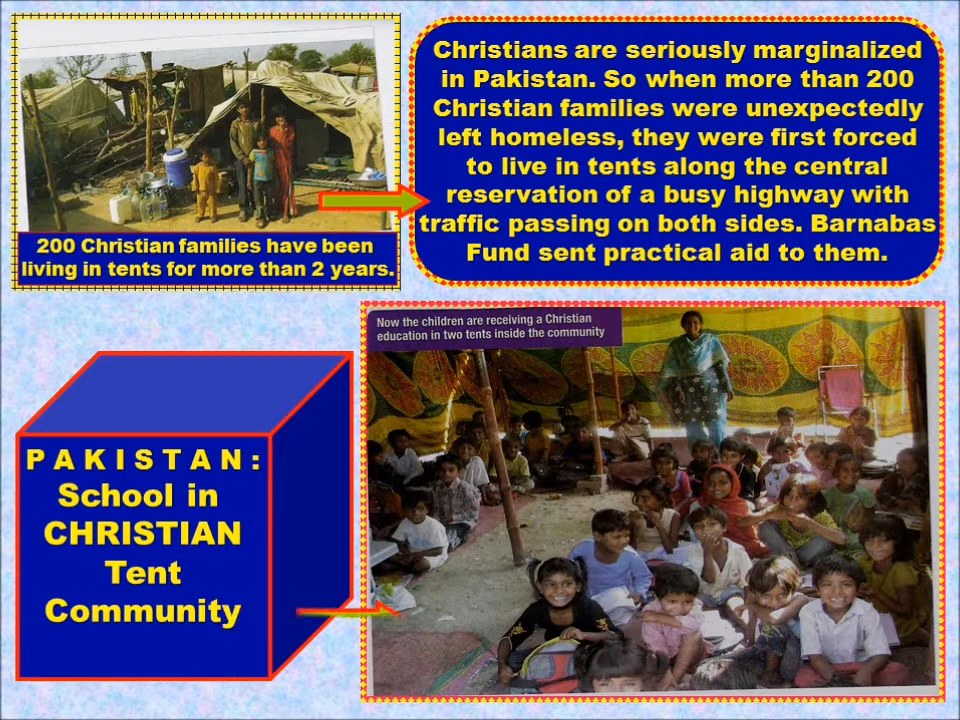 200 Christian families have been
living in tents for more than 2 years.
Christians are seriously marginalized
in Pakistan. So when more than 200
Christian families were unexpectedly
left homeless, they were first forced
to live in tents along the central
reservation of a busy highway with
traffic passing on both sides. Barnabas
Fund sent practical aid to them.
P A K I S T A N :
School in
CHRISTIAN
Tent
Community
Now the children are receiving a Christian
education in two tents inside the community